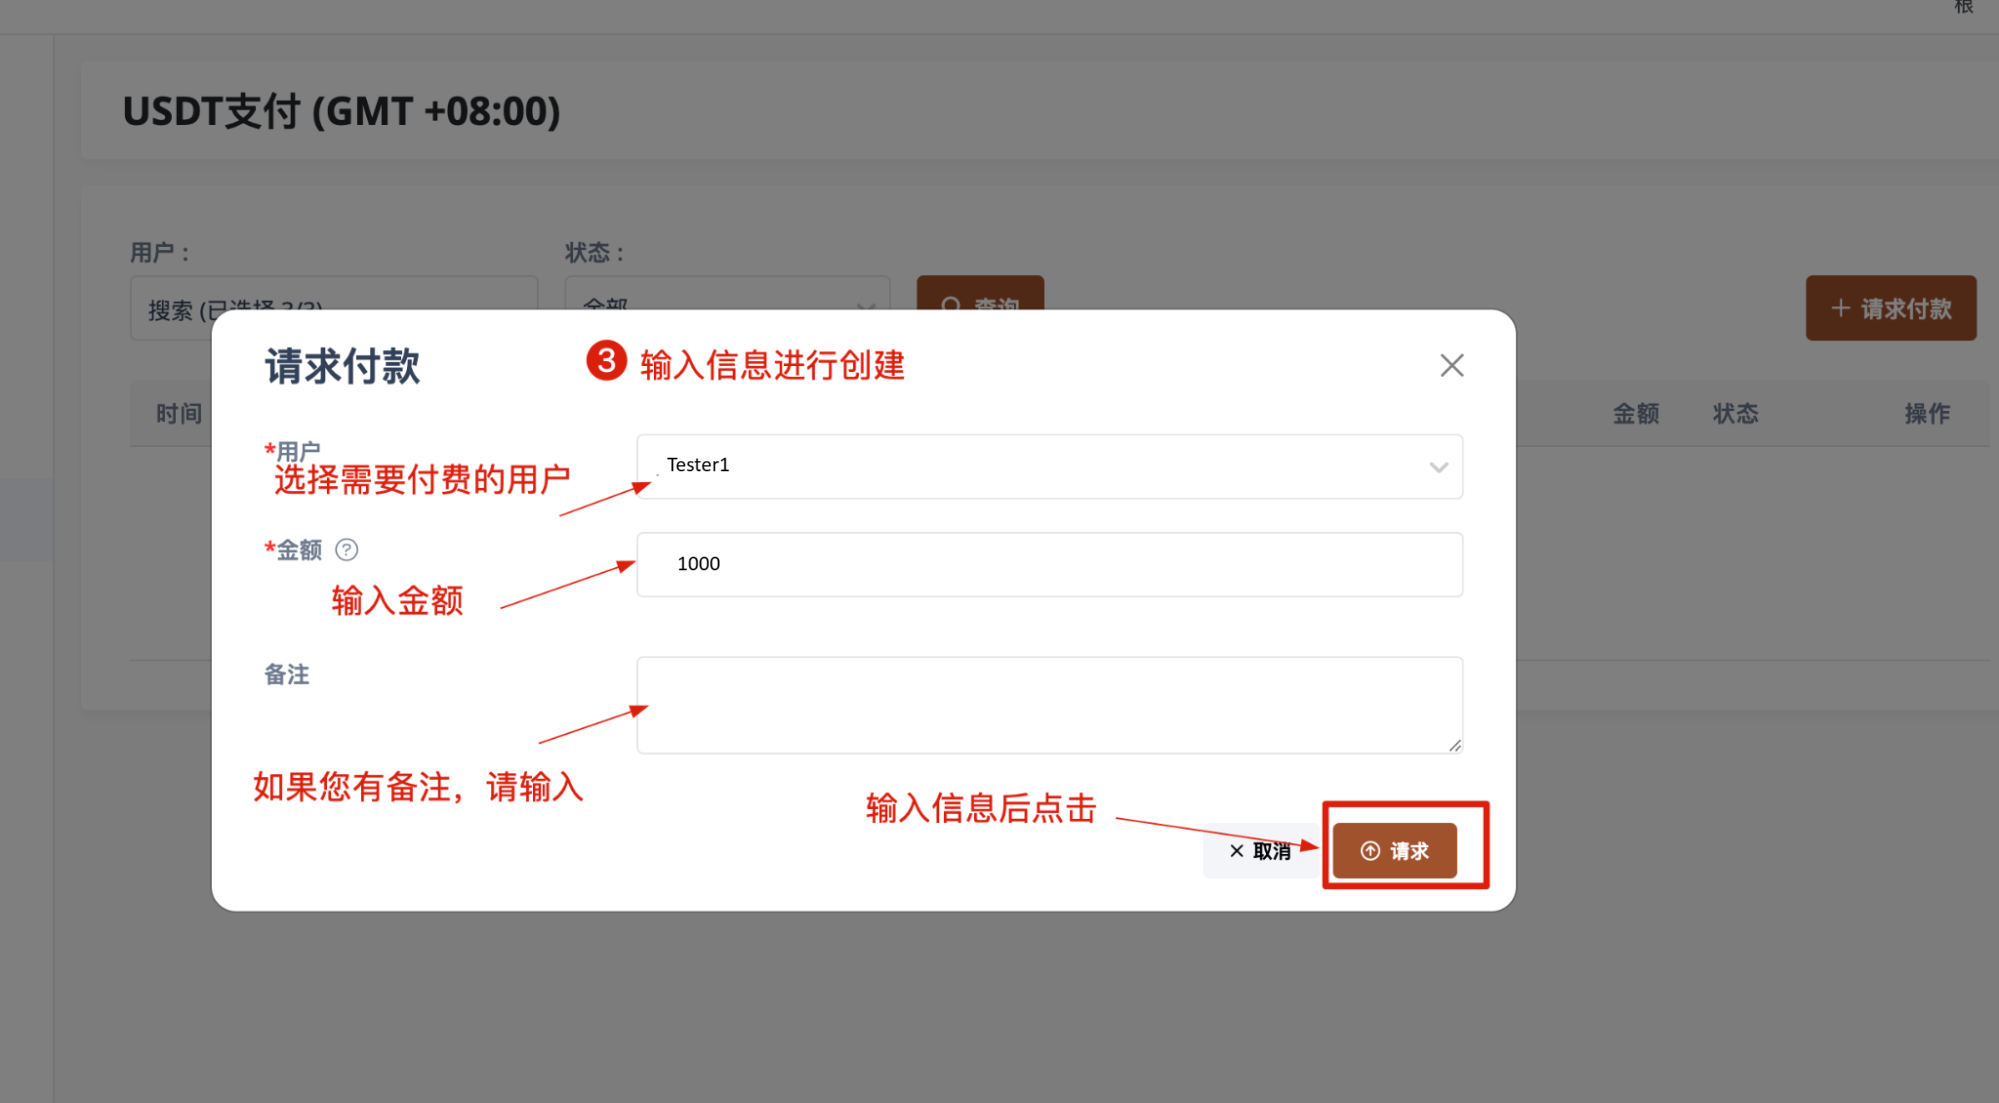 根
USDT支付 (GMT +08:00)
用户：
状态：
搜索 (已选择 3/3)
全部
查询
+ 请求付款
请求付款
3 输入信息进行创建
时间
金额
状态
操作
*用户
选择需要付费的用户
Tester1
*金额 ?
1000
输入金额
备注
如果您有备注，请输入
输入信息后点击
× 取消
请求